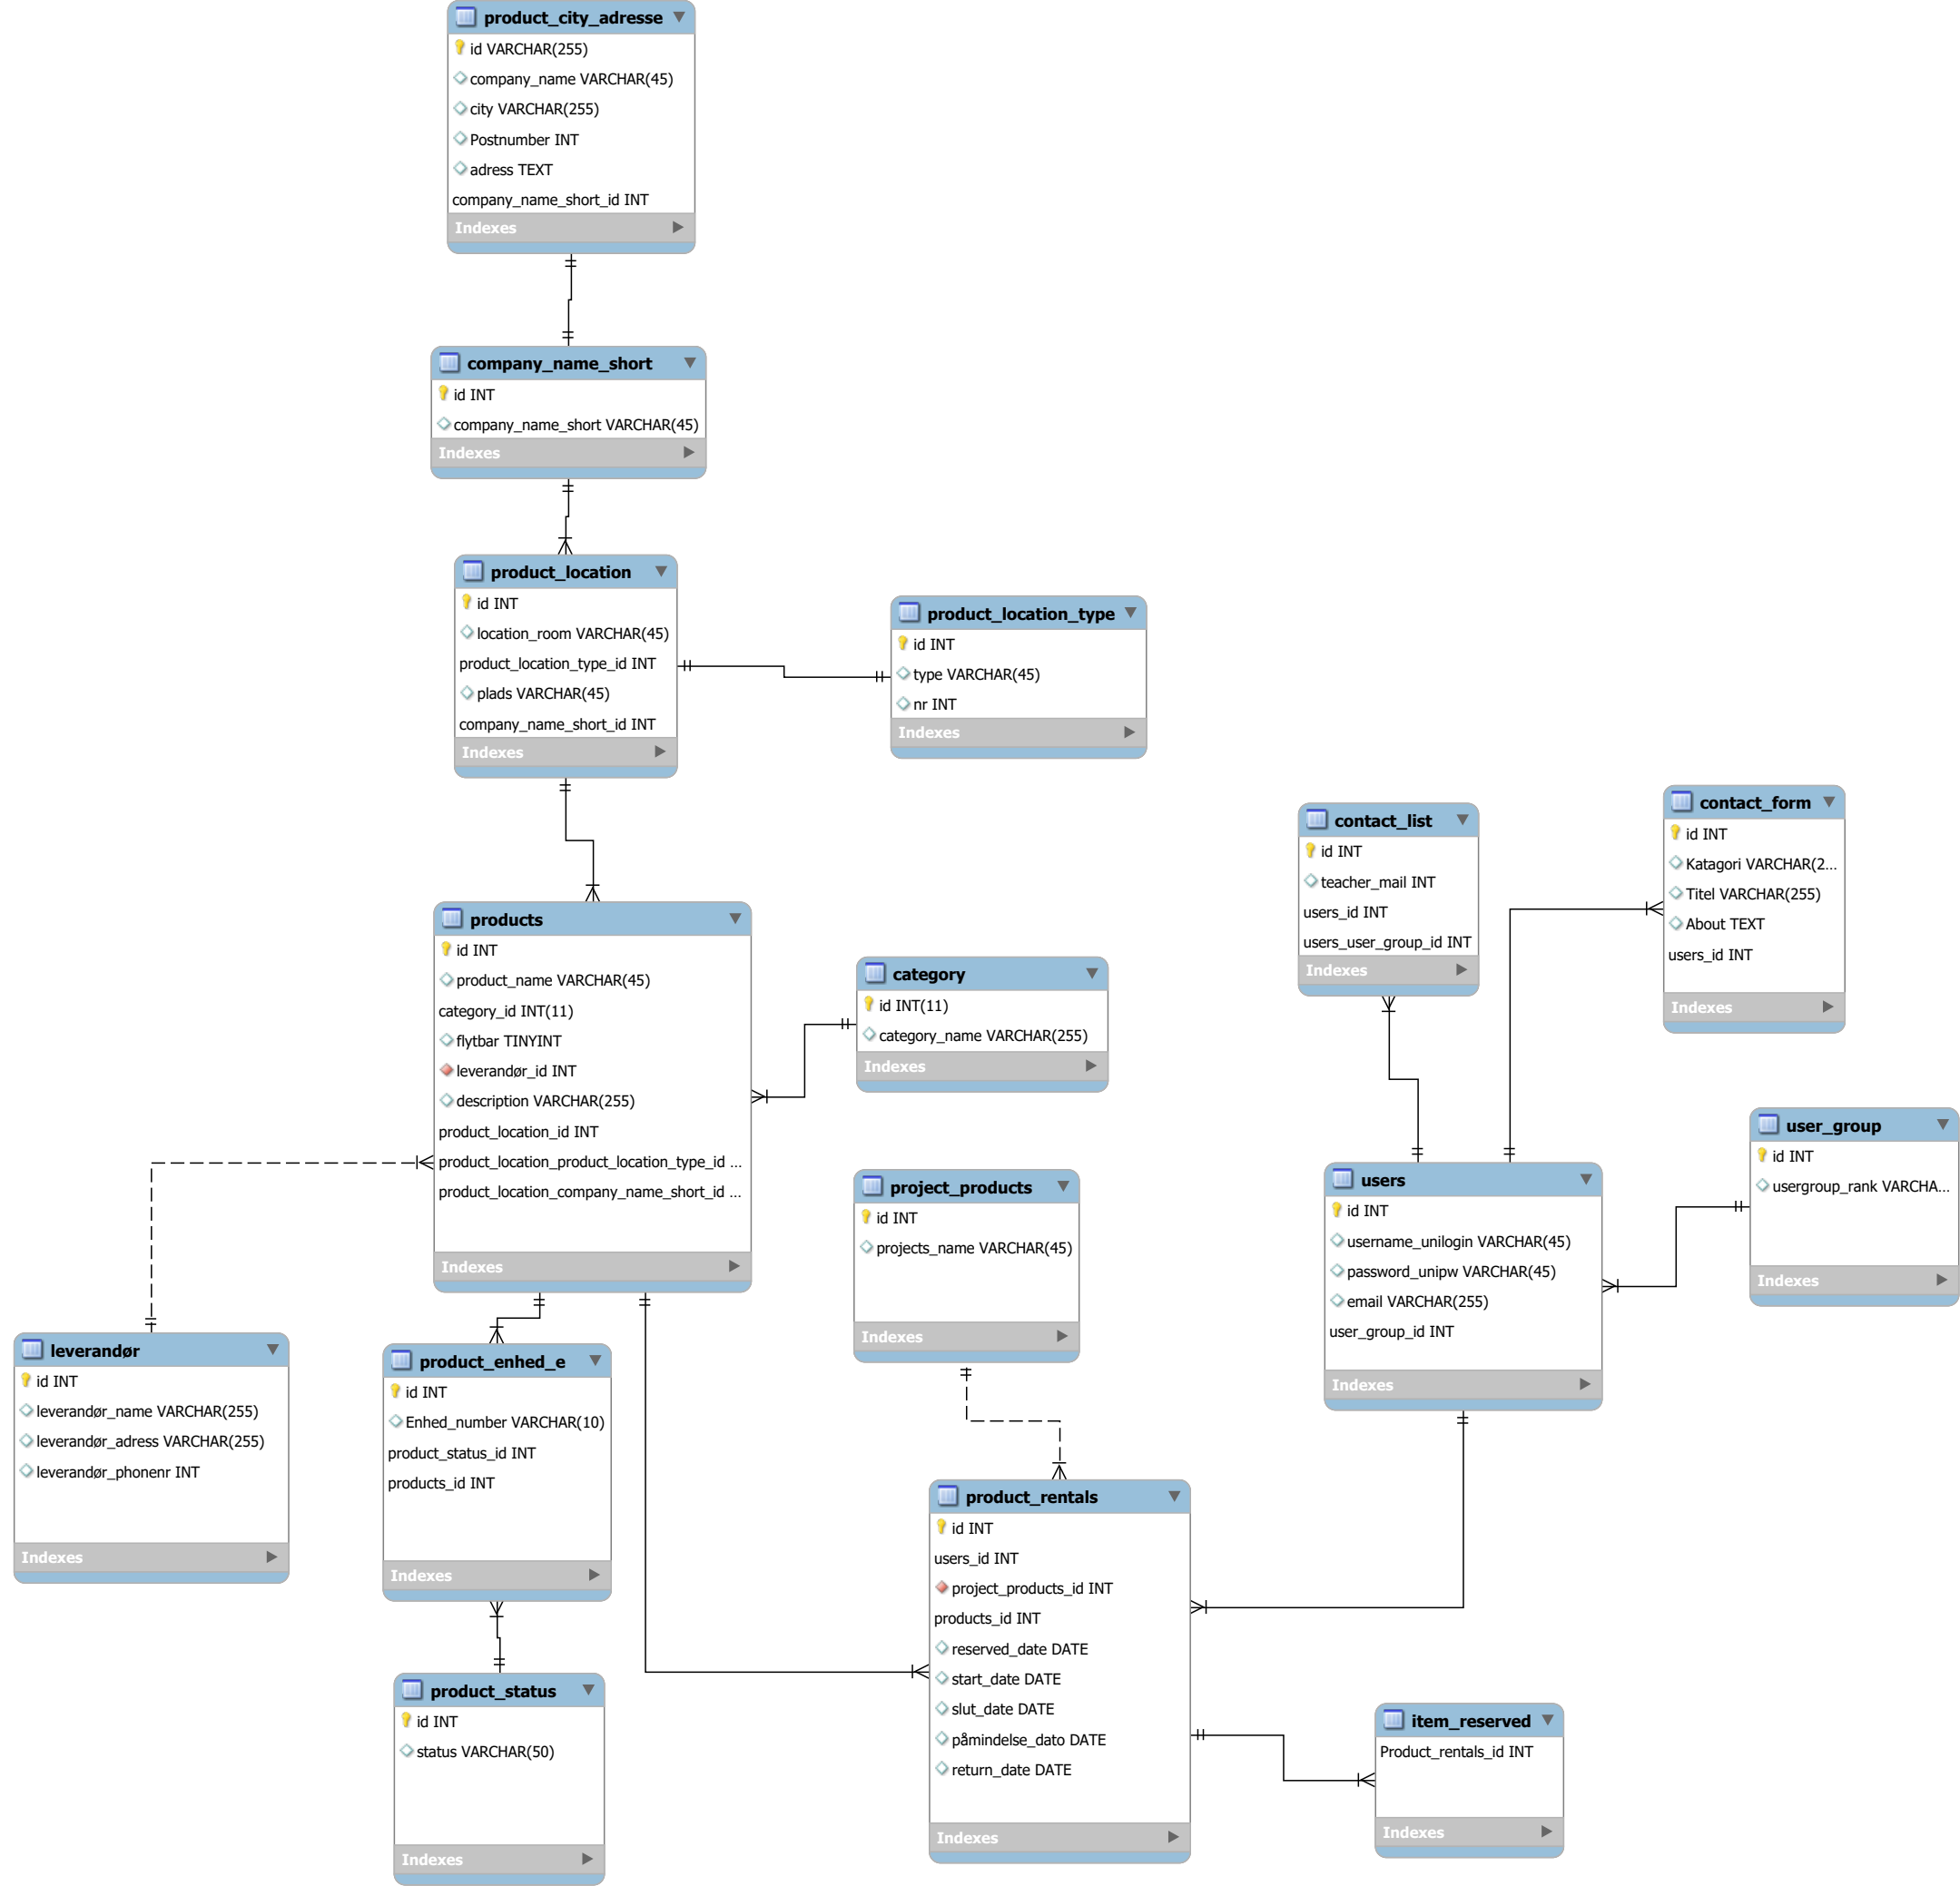 product_city_adresse
id VARCHAR(255)
company_name VARCHAR(45)
city VARCHAR(255)
Postnumber INT
adress TEXT
company_name_short_id INT
Indexes
company_name_short
id INT
company_name_short VARCHAR(45)
Indexes
product_location
id INT
location_room VARCHAR(45)
product_location_type_id INT
plads VARCHAR(45)
company_name_short_id INT
Indexes
product_location_type
id INT
type VARCHAR(45)
nr INT
Indexes
contact_list
id INT
teacher_mail INT
users_id INT
users_user_group_id INT
Indexes
contact_form
id INT
Katagori VARCHAR(2...
Titel VARCHAR(255)
About TEXT
users_id INT
Indexes
products
id INT
product_name VARCHAR(45)
category_id INT(11)
flytbar TINYINT
leverandør_id INT
description VARCHAR(255)
product_location_id INT
product_location_product_location_type_id ...
product_location_company_name_short_id ...
Indexes
category
id INT(11)
category_name VARCHAR(255)
Indexes
user_group
id INT
usergroup_rank VARCHA...
Indexes
project_products
id INT
projects_name VARCHAR(45)
Indexes
users
id INT
username_unilogin VARCHAR(45)
password_unipw VARCHAR(45)
email VARCHAR(255)
user_group_id INT
Indexes
leverandør
id INT
leverandør_name VARCHAR(255)
leverandør_adress VARCHAR(255)
leverandør_phonenr INT
Indexes
product_enhed_e
id INT
Enhed_number VARCHAR(10)
product_status_id INT
products_id INT
Indexes
product_rentals
id INT
users_id INT
project_products_id INT
products_id INT
reserved_date DATE
start_date DATE
slut_date DATE
påmindelse_dato DATE
return_date DATE
Indexes
product_status
id INT
status VARCHAR(50)
Indexes
item_reserved
Product_rentals_id INT
Indexes